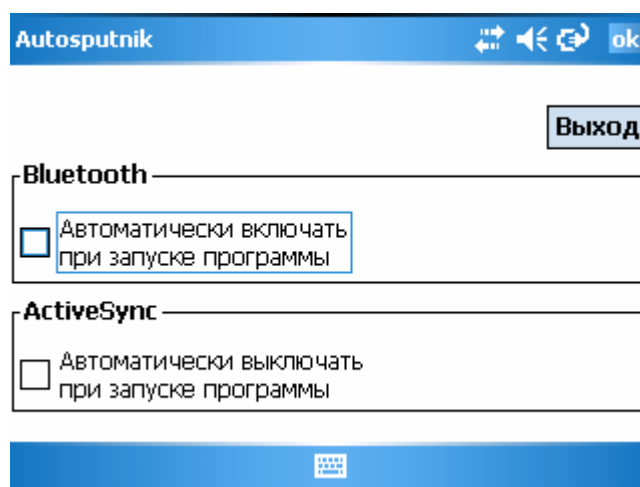 Autosputnik
ok
Выход
Bluetooth
Автоматически включать
при запуске программы
ActiveSync
Автоматически выключать
при запуске программы